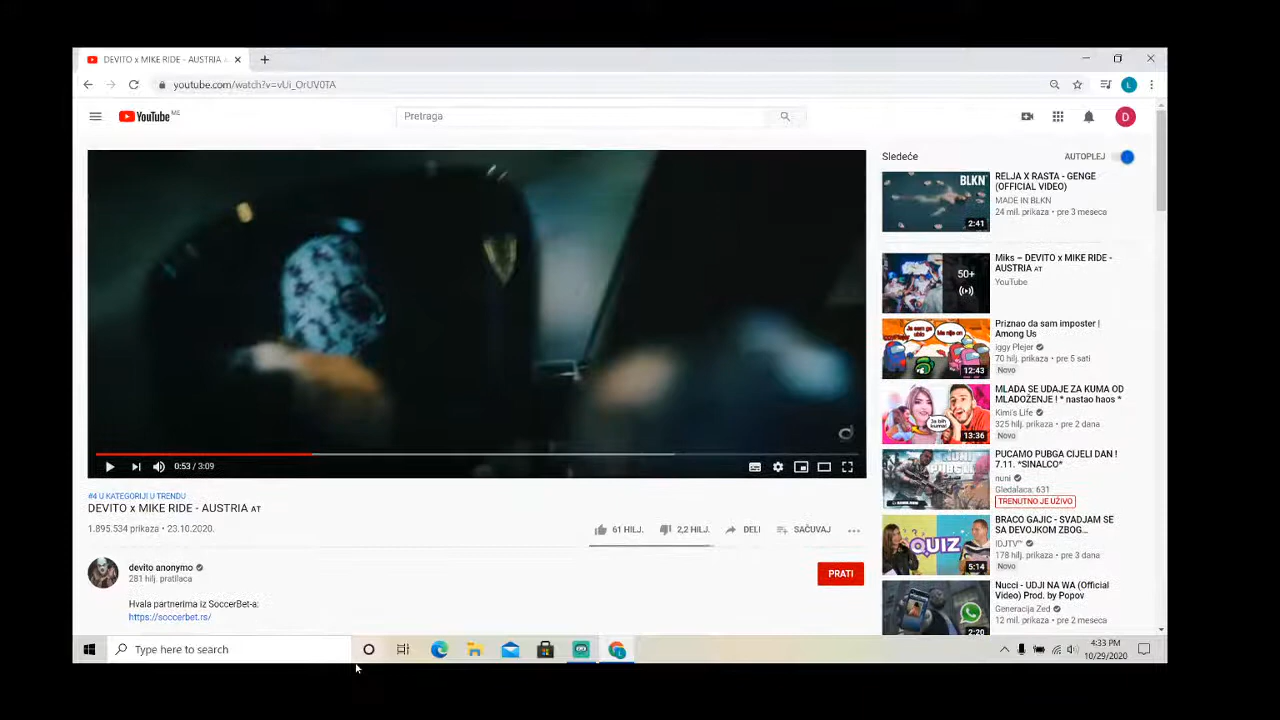 DEVITO x MIKE RIDE - AUSTRIA
youtube.com/watch?v=vUi_OrUV0TA
L
YouTube ME
Pretraga
D
0:53 / 3:09
#4 U KATEGORIJI U TRENDU
DEVITO x MIKE RIDE - AUSTRIA AT
1.895.534 prikaza • 23.10.2020.
61 HILJ.
2,2 HILJ.
DELI
SAČUVAJ
devito anonymo
281 hilj. pratilaca
PRATI
Hvala partnerima iz SoccerBet-a:
https://soccerbet.rs/
Sledeće
AUTOPLEJ
BLKN
2:41
RELJA X RASTA - GENGE
(OFFICIAL VIDEO)
MADE IN BLKN
24 mil. prikaza • pre 3 meseca
50+
Miks – DEVITO x MIKE RIDE -
AUSTRIA AT
YouTube
12:43
Priznao da sam imposter |
Among Us
Iggy Plejer
70 hilj. prikaza • pre 5 sati
Novo
13:36
MLADA SE UDAJE ZA KUMA OD
MLADOŽENJE ! * nastao haos *
Kimi's Life
325 hilj. prikaza • pre 2 dana
Novo
PUCAMO PUBGA CIJELI DAN !
7.11. *SINALCO*
nuni
Gledalaca: 631
TRENUTNO JE UŽIVO
QUIZ
5:14
BRACO GAJIC - SVADJAM SE
SA DEVOJKOM ZBOG...
IDJTV™
178 hilj. prikaza • pre 3 dana
Novo
2:20
Nucci - UDJI NA WA (Official
Video) Prod. by Popov
Generacija Zed
12 mil. prikaza • pre 2 meseca
Type here to search
4:33 PM
10/29/2020